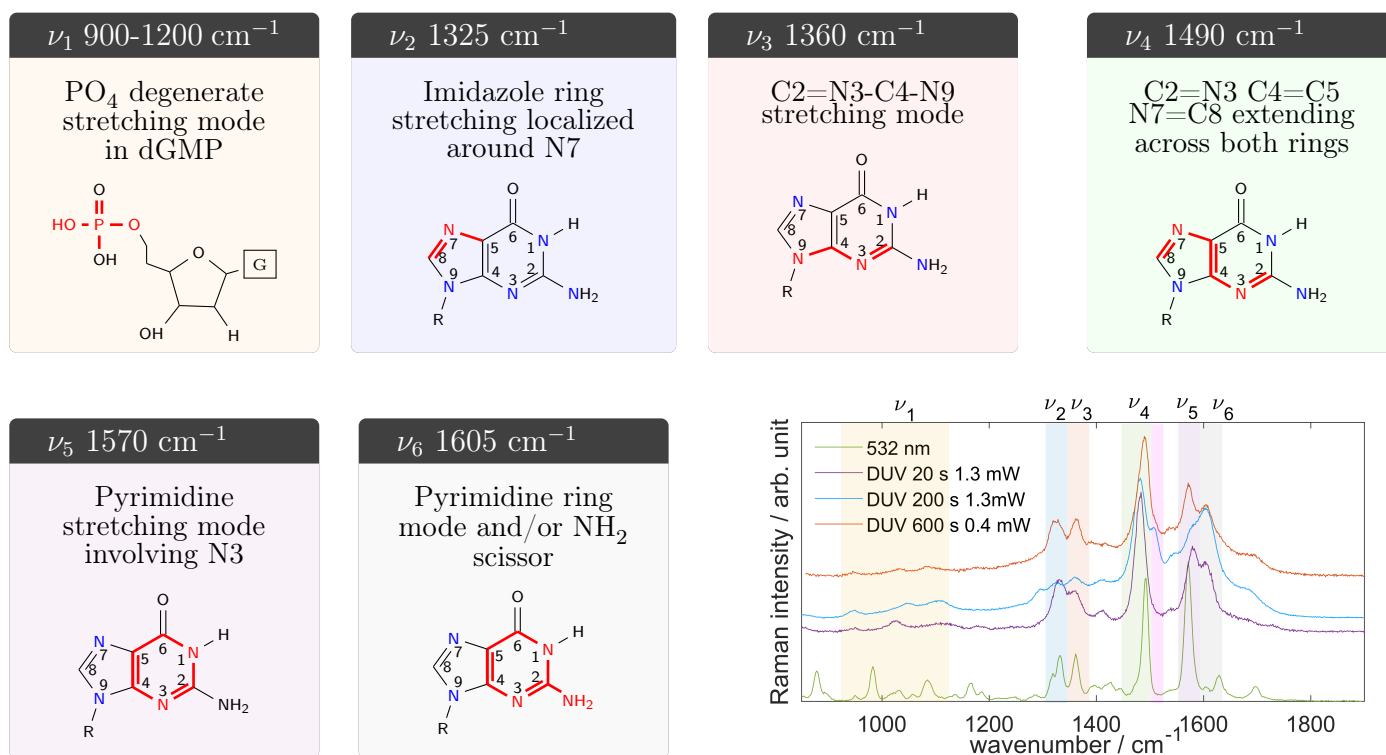 ν₁ 900-1200 cm⁻¹
PO₄ degenerate
stretching mode
in dGMP
O
HO
P
O
OH
O
G
OH
H
ν₂ 1325 cm⁻¹
Imidazole ring
stretching localized
around N7
O
N
7
6
H
5
1
N
8
9
4
3
2
N
N
NH₂
R
ν₃ 1360 cm⁻¹
C2=N3-C4-N9
stretching mode
O
N
7
6
H
5
1
N
8
9
4
3
2
N
N
NH₂
R
ν₄ 1490 cm⁻¹
C2=N3 C4=C5
N7=C8 extending
across both rings
O
N
7
6
H
5
1
N
8
9
4
3
2
N
N
NH₂
R
ν₅ 1570 cm⁻¹
Pyrimidine
stretching mode
involving N3
O
N
7
6
H
5
1
N
8
9
4
3
2
N
N
NH₂
R
ν₆ 1605 cm⁻¹
Pyrimidine ring
mode and/or NH₂
scissor
O
N
7
6
H
5
1
N
8
9
4
3
2
N
N
NH₂
R
ν₁ ν₂ ν₃ ν₄ ν₅ ν₆
532 nm
DUV 20 s 1.3 mW
DUV 200 s 1.3mW
DUV 600 s 0.4 mW
Raman intensity / arb. unit
1000 1200 1400 1600 1800
wavenumber / cm⁻¹